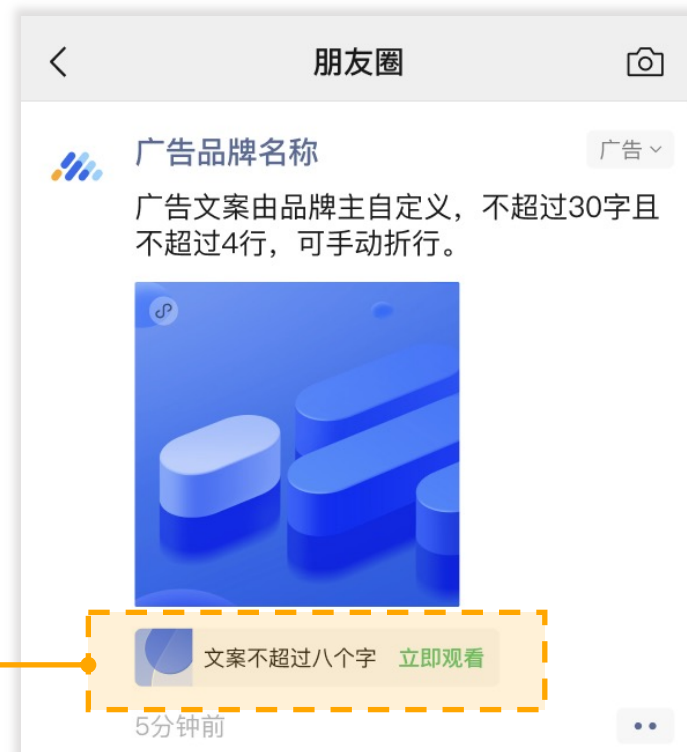 朋友圈
广告品牌名称
广告
广告文案由品牌主自定义，不超过30字且
不超过4行，可手动折行。
文案不超过八个字 立即观看
5分钟前